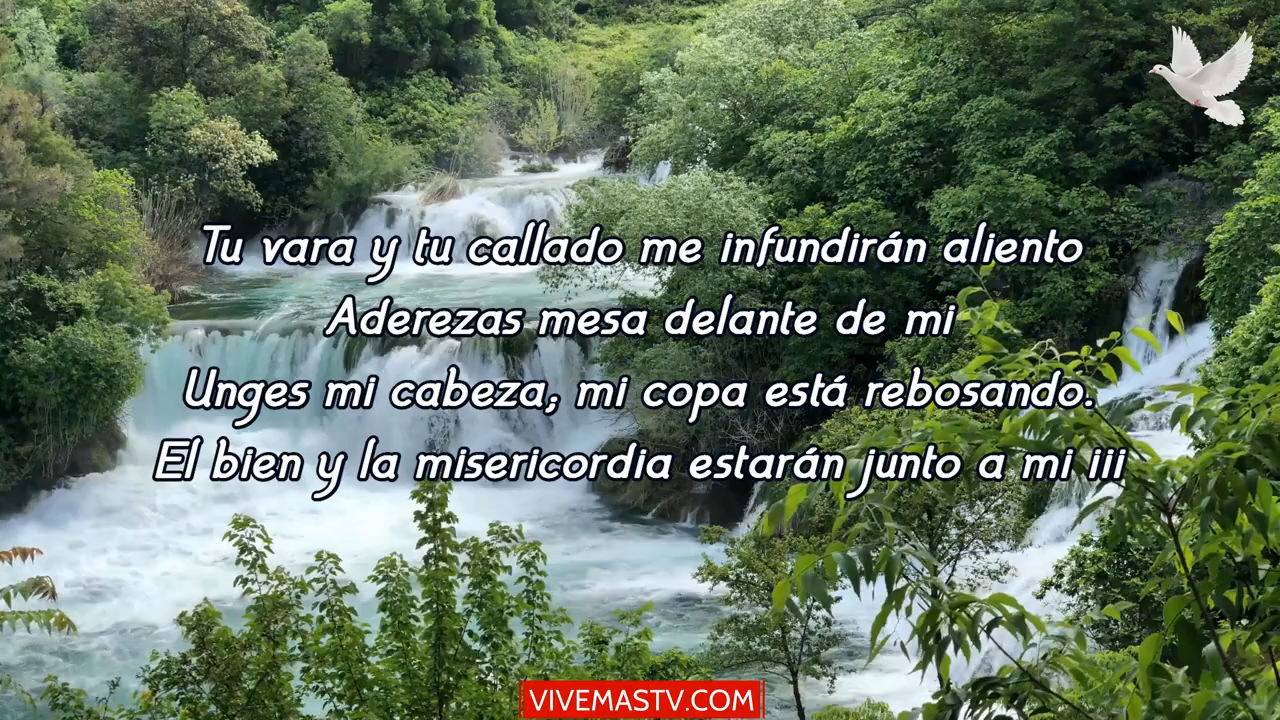 Tu vara y tu callado me infundirán aliento
Aderezas mesa delante de mi
Unges mi cabeza, mi copa está rebosando.
El bien y la misericordia estarán junto a mi iii
VIVEMASTV.COM